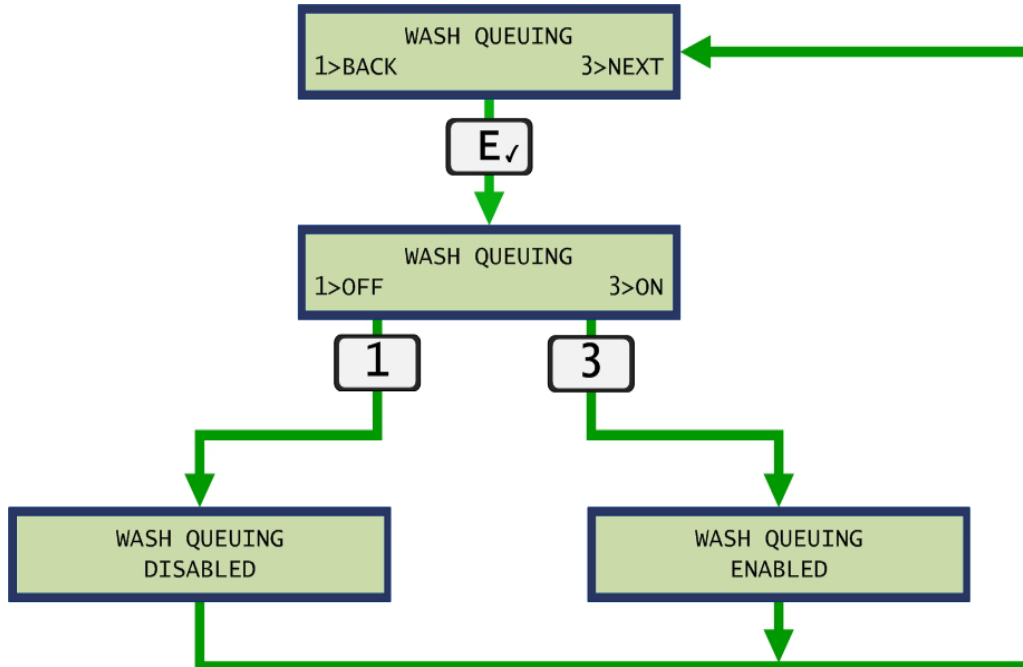 WASH QUEUING
1>BACK 3>NEXT
E✓
WASH QUEUING
1>OFF 3>ON
1 3
WASH QUEUING
DISABLED
WASH QUEUING
ENABLED